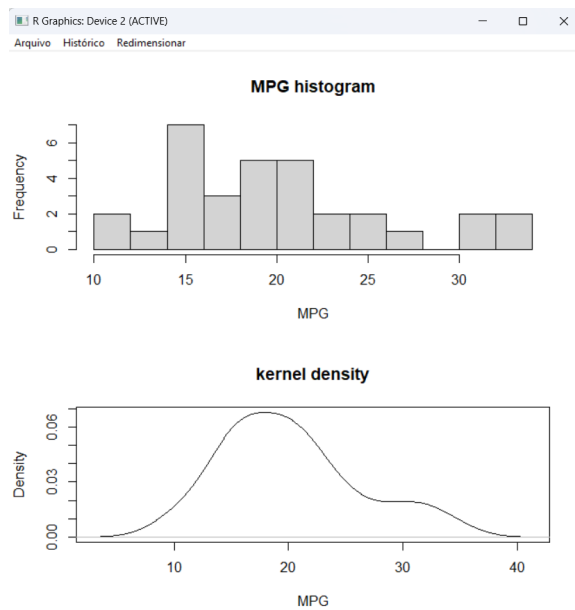 R Graphics: Device 2 (ACTIVE)
Arquivo Histórico Redimensionar
MPG histogram
Frequency
0 2 4 6
10 15 20 25 30
MPG
kernel density
Density
0.00 0.03 0.06
10 20 30 40
MPG